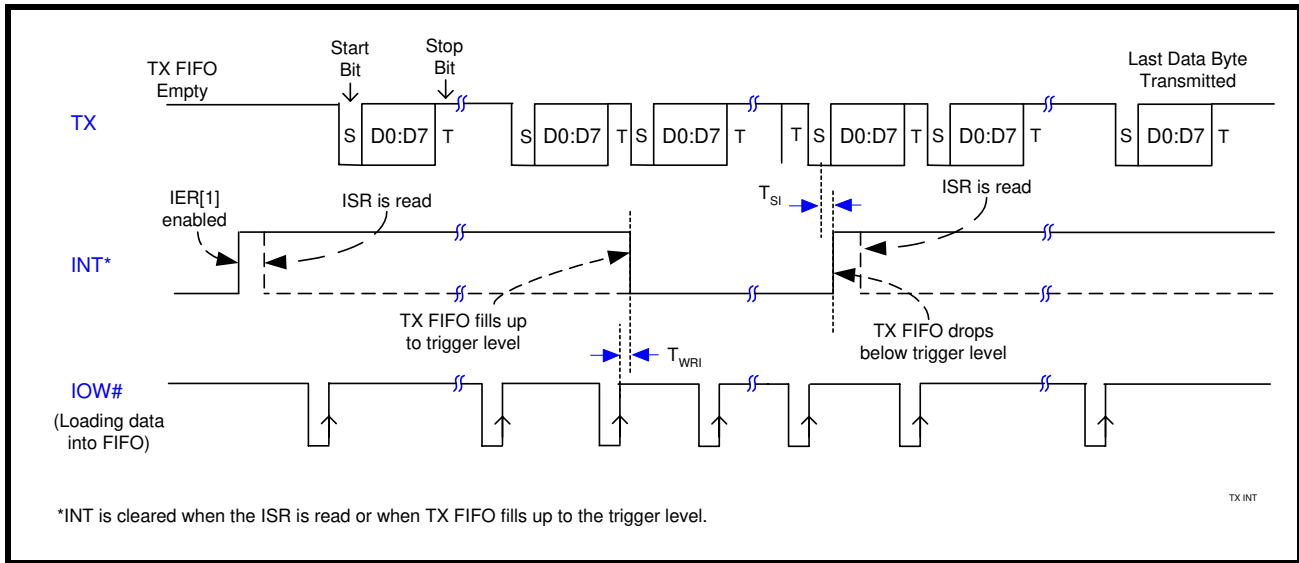 Start
Bit
Stop
Bit
TX FIFO
Empty
Last Data Byte
Transmitted
TX
S D0:D7 T S D0:D7 T S D0:D7 T T S D0:D7 T S D0:D7 T S D0:D7 T
IER[1]
enabled
ISR is read
TSI
ISR is read
INT*
TX FIFO fills up
to trigger level
TX FIFO drops
below trigger level
TWRI
IOW#
(Loading data
into FIFO)
TX INT
*INT is cleared when the ISR is read or when TX FIFO fills up to the trigger level.